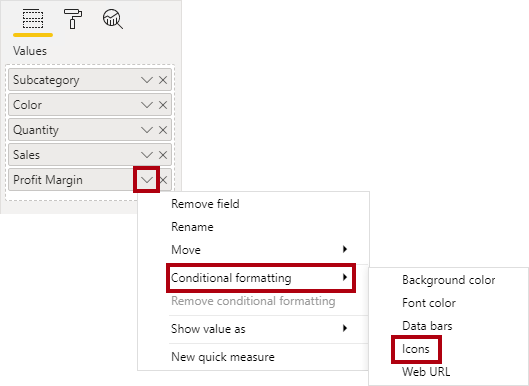 Values
Subcategory
Color
Quantity
Sales
Profit Margin
Remove field
Rename
Move
Conditional formatting
Remove conditional formatting
Show value as
New quick measure
Background color
Font color
Data bars
Icons
Web URL